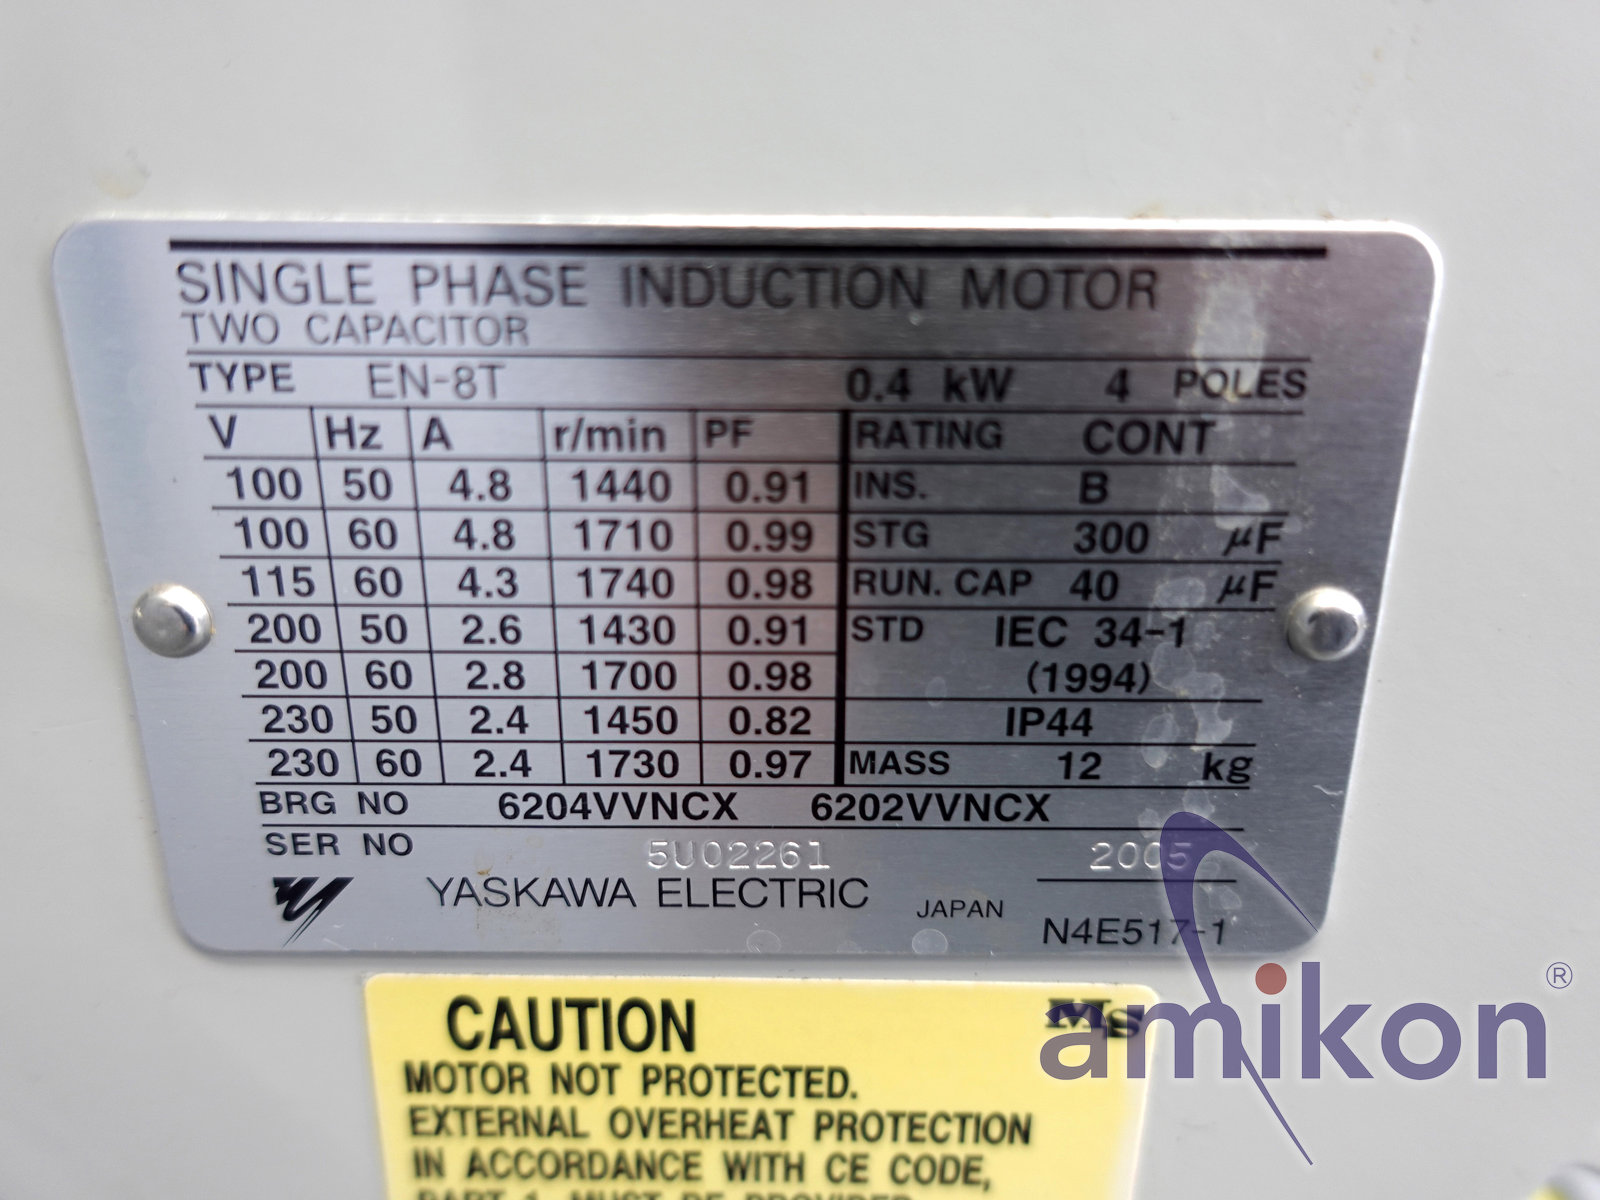 SINGLE PHASE INDUCTION MOTOR
TWO CAPACITOR
TYPE EN-8T 0.4 kW 4 POLES
V Hz A r/min PF RATING CONT
100 50 4.8 1440 0.91 INS. B
100 60 4.8 1710 0.99 STG 300 µF
115 60 4.3 1740 0.98 RUN. CAP 40 µF
200 50 2.6 1430 0.91 STD IEC 34-1
200 60 2.8 1700 0.98 (1994)
230 50 2.4 1450 0.82 IP44
230 60 2.4 1730 0.97 MASS 12 kg
BRG NO 6204VVNCX 6202VVNCX
SER NO 5U02261 2005
YASKAWA ELECTRIC JAPAN N4E517-1
CAUTION
MOTOR NOT PROTECTED.
EXTERNAL OVERHEAT PROTECTION
IN ACCORDANCE WITH CE CODE,
PART 1, MUST BE PROVIDED
amikon®